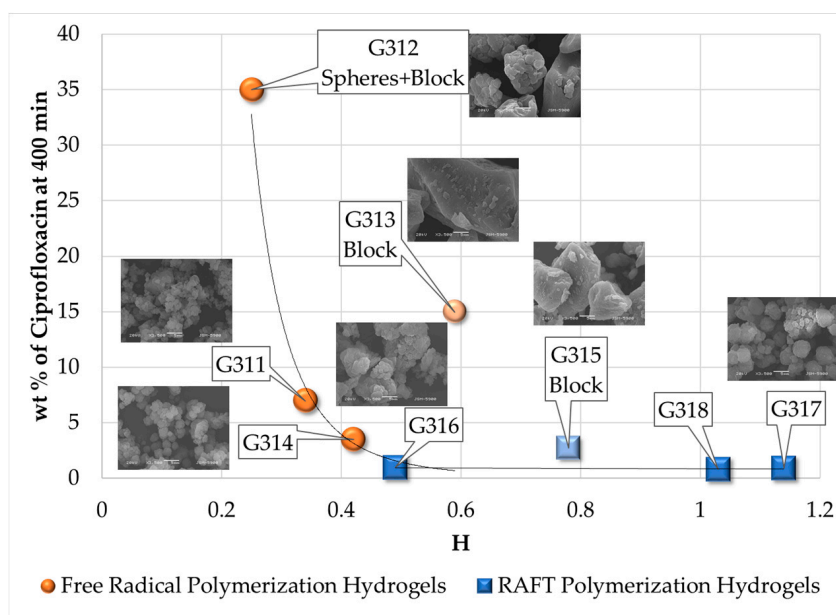 40
35
30
25
20
15
10
5
0
wt % of Ciprofloxacin at 400 min
G312
Spheres+Block
G313
Block
G311
G314
G316
G315
Block
G318
G317
0
0.2
0.4
0.6
0.8
1
1.2
H
Free Radical Polymerization Hydrogels
RAFT Polymerization Hydrogels